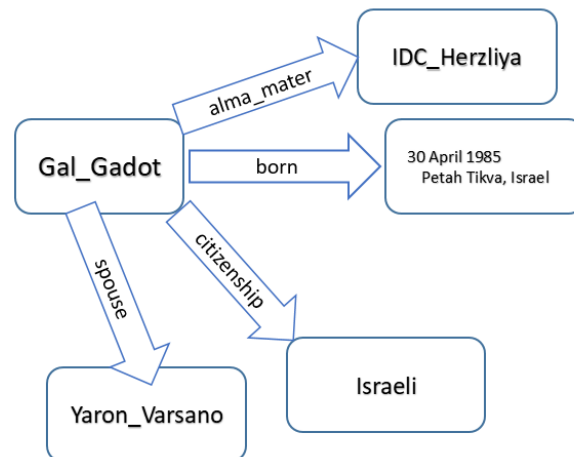 IDC_Herzliya
alma_mater
Gal_Gadot
born
30 April 1985
Petah Tikva, Israel
citizenship
spouse
Israeli
Yaron_Varsano